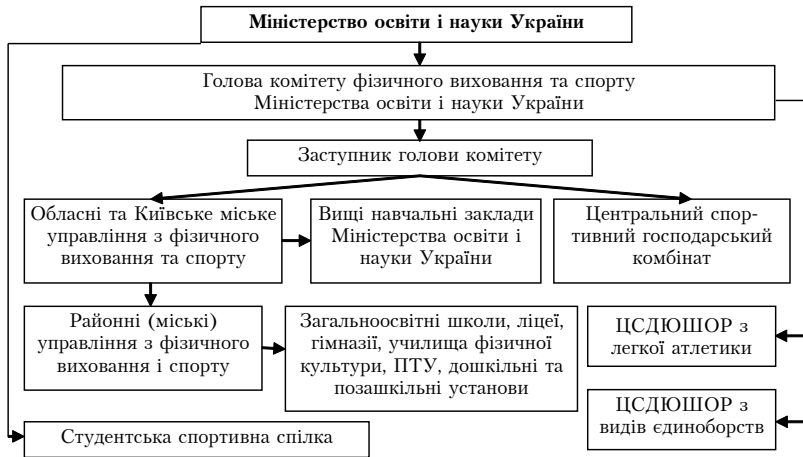 Міністерство освіти і науки України
Голова комітету фізичного виховання та спорту
Міністерства освіти і науки України
Заступник голови комітету
Обласні та Київське міське
управління з фізичного
виховання та спорту
Вищі навчальні заклади
Міністерства освіти і
науки України
Центральний спор-
тивний господарський
комбінат
Районні (міські)
управління з фізичного
виховання і спорту
Загальноосвітні школи, ліцеї,
гімназії, училища фізичної
культури, ПТУ, дошкільні та
позашкільні установи
ЦСДЮШОР з
легкої атлетики
ЦСДЮШОР з
видів єдиноборств
Студентська спортивна спілка